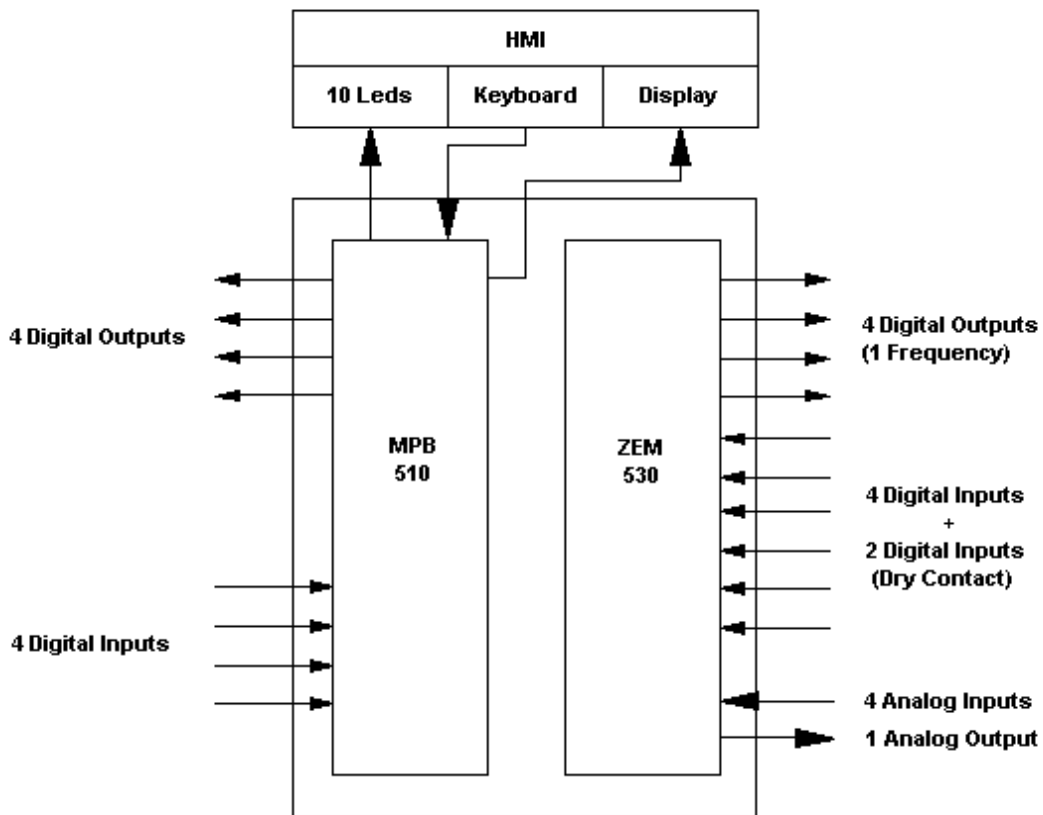 HMI
10 Leds
Keyboard
Display
4 Digital Outputs
4 Digital Outputs
(1 Frequency)
MPB
510
ZEM
530
4 Digital Inputs
+
2 Digital Inputs
(Dry Contact)
4 Digital Inputs
4 Analog Inputs
1 Analog Output